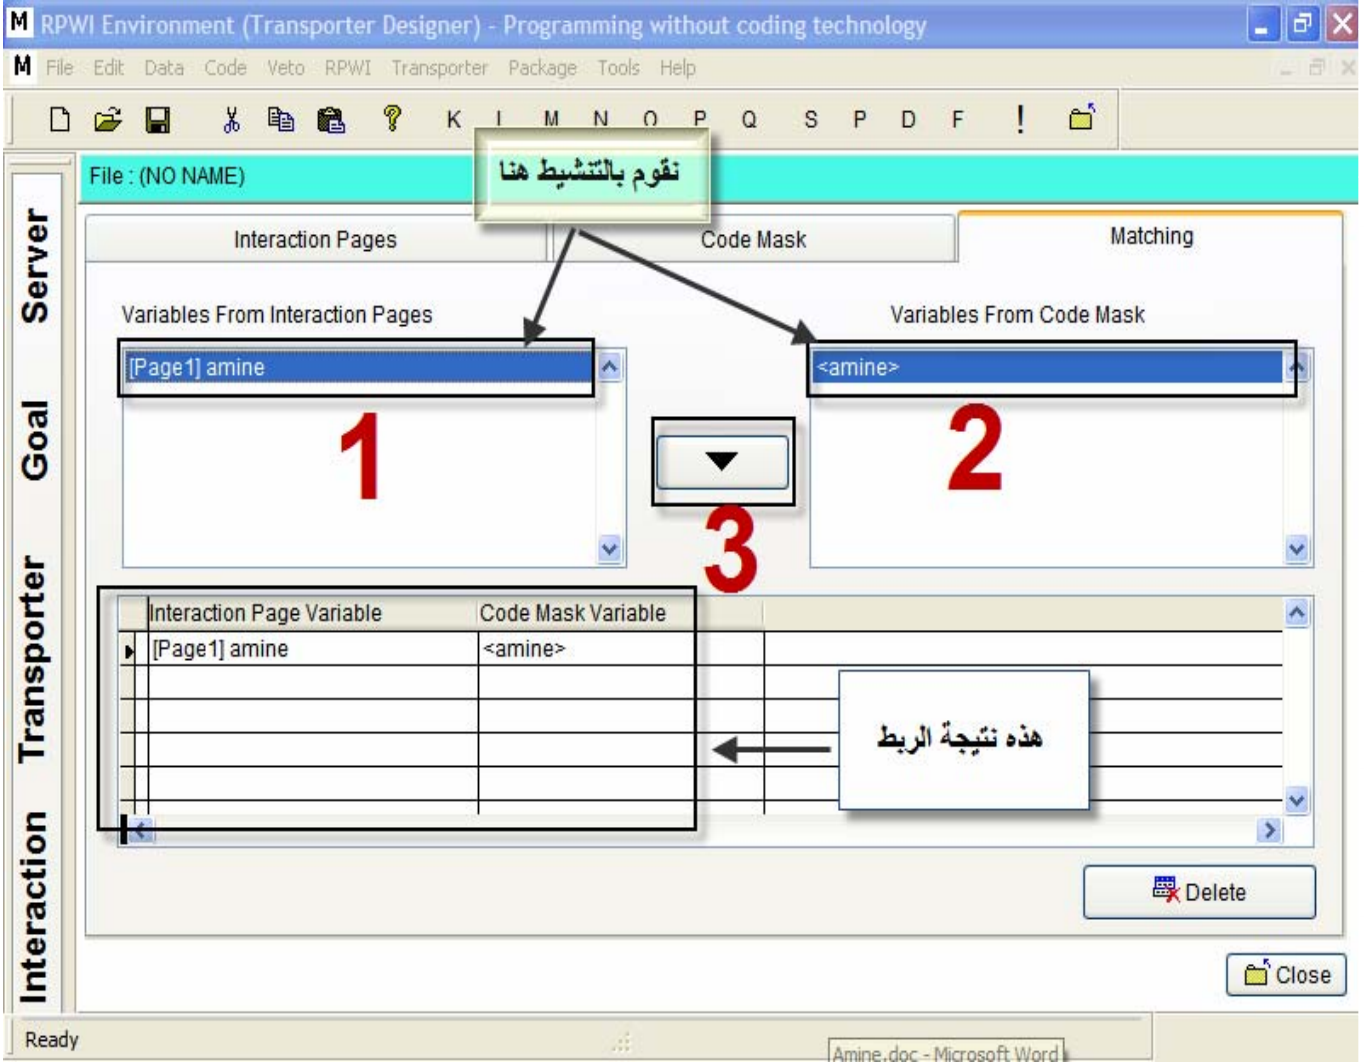 M RPWI Environment (Transporter Designer) - Programming without coding technology
M File Edit Data Code Veto RPWI Transporter Package Tools Help
K I M N O P Q S P D F !
نقوم بالتنشيط هنا
File : (NO NAME)
Interaction Pages Code Mask Matching
Variables From Interaction Pages Variables From Code Mask
[Page1] amine <amine>
1 2
3
Interaction Page Variable Code Mask Variable
[Page1] amine <amine>
هذه نتيجة الربط
Delete
Close
Server
Goal
Transporter
Interaction
Ready
Amine.doc - Microsoft Word